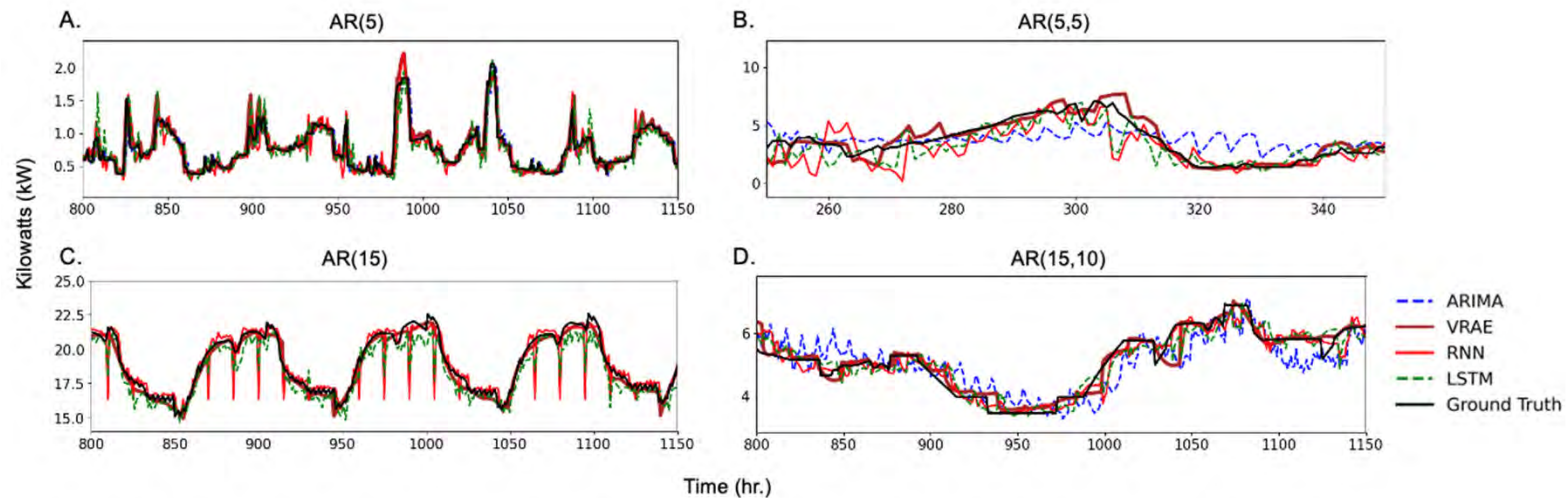 A.
AR(5)
2.0
1.5
1.0
0.5
800 850 900 950 1000 1050 1100 1150
B.
AR(5,5)
10
5
0
260 280 300 320 340
Kilowatts (kW)
C.
AR(15)
25.0
22.5
20.0
17.5
15.0
800 850 900 950 1000 1050 1100 1150
D.
AR(15,10)
6
4
800 850 900 950 1000 1050 1100 1150
ARIMA
VRAE
RNN
LSTM
Ground Truth
Time (hr.)